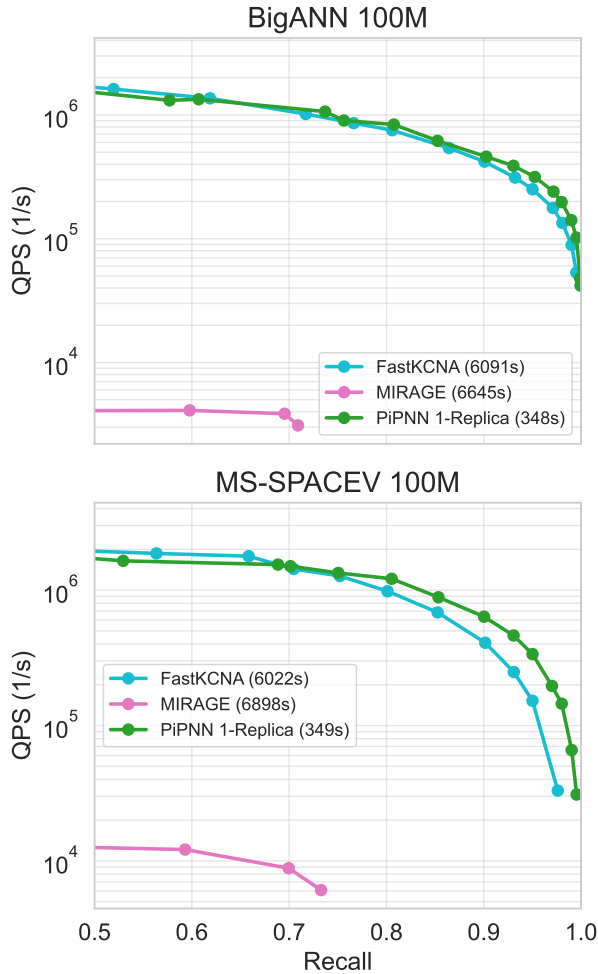 BigANN 100M
QPS (1/s)
10^6
10^5
10^4
FastKCNA (6091s)
MIRAGE (6645s)
PiPNN 1-Replica (348s)
MS-SPACEV 100M
QPS (1/s)
10^6
10^5
10^4
FastKCNA (6022s)
MIRAGE (6898s)
PiPNN 1-Replica (349s)
0.5 0.6 0.7 0.8 0.9 1.0
Recall